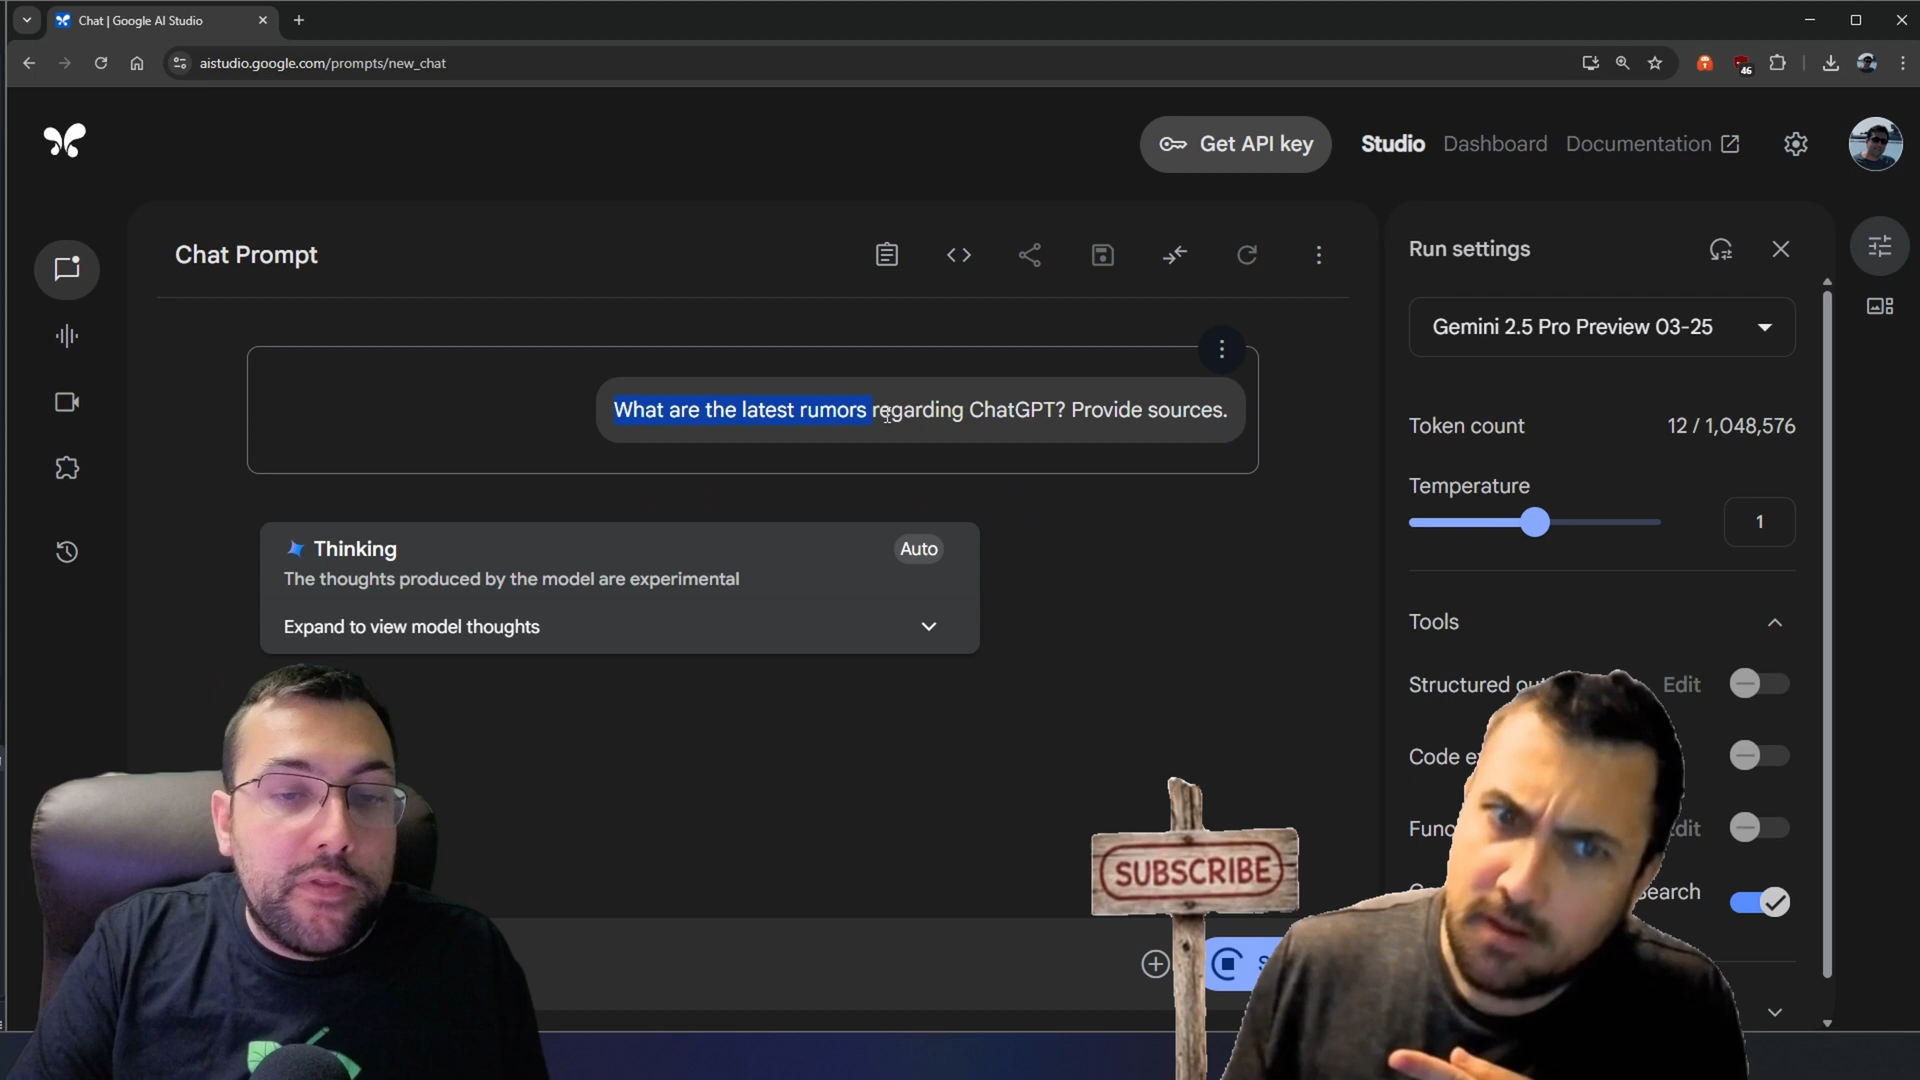 Chat | Google AI Studio
aistudio.google.com/prompts/new_chat
46
Get API key
Studio
Dashboard
Documentation
Chat Prompt
Run settings
Gemini 2.5 Pro Preview 03-25
What are the latest rumors regarding ChatGPT? Provide sources.
Token count
12 / 1,048,576
Temperature
1
Thinking
Auto
The thoughts produced by the model are experimental
Expand to view model thoughts
Tools
Structured
Edit
Code
SUBSCRIBE